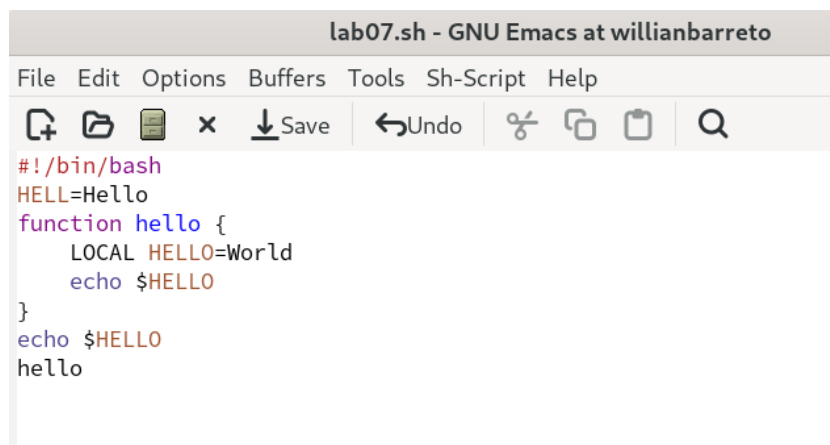 lab07.sh - GNU Emacs at willianbarreto
File Edit Options Buffers Tools Sh-Script Help
Save Undo
#!/bin/bash
HELL=Hello
function hello {
    LOCAL HELLO=World
    echo $HELLO
}
echo $HELLO
hello